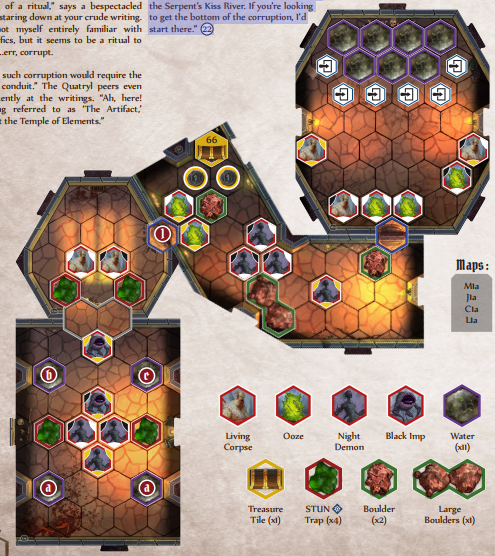 of a ritual," says a bespectacled
staring down at your crude writing.
not myself entirely familiar with
fics, but it seems to be a ritual to
...err, corrupt.
such corruption would require the
conduit." The Quatryl peers even
ently at the writings. "Ah, here!
ng referred to as 'The Artifact,'
t the Temple of Elements."
the Serpent's Kiss River. If you're looking
to get the bottom of the corruption, I'd
start there." 22
66
1
b
c
a
d
Maps:
M1a
J1a
C1a
L1a
Living
Corpse
Ooze
Night
Demon
Black Imp
Water
(x11)
Treasure
Tile (x1)
STUN
Trap (x4)
Boulder
(x2)
Large
Boulders (x1)